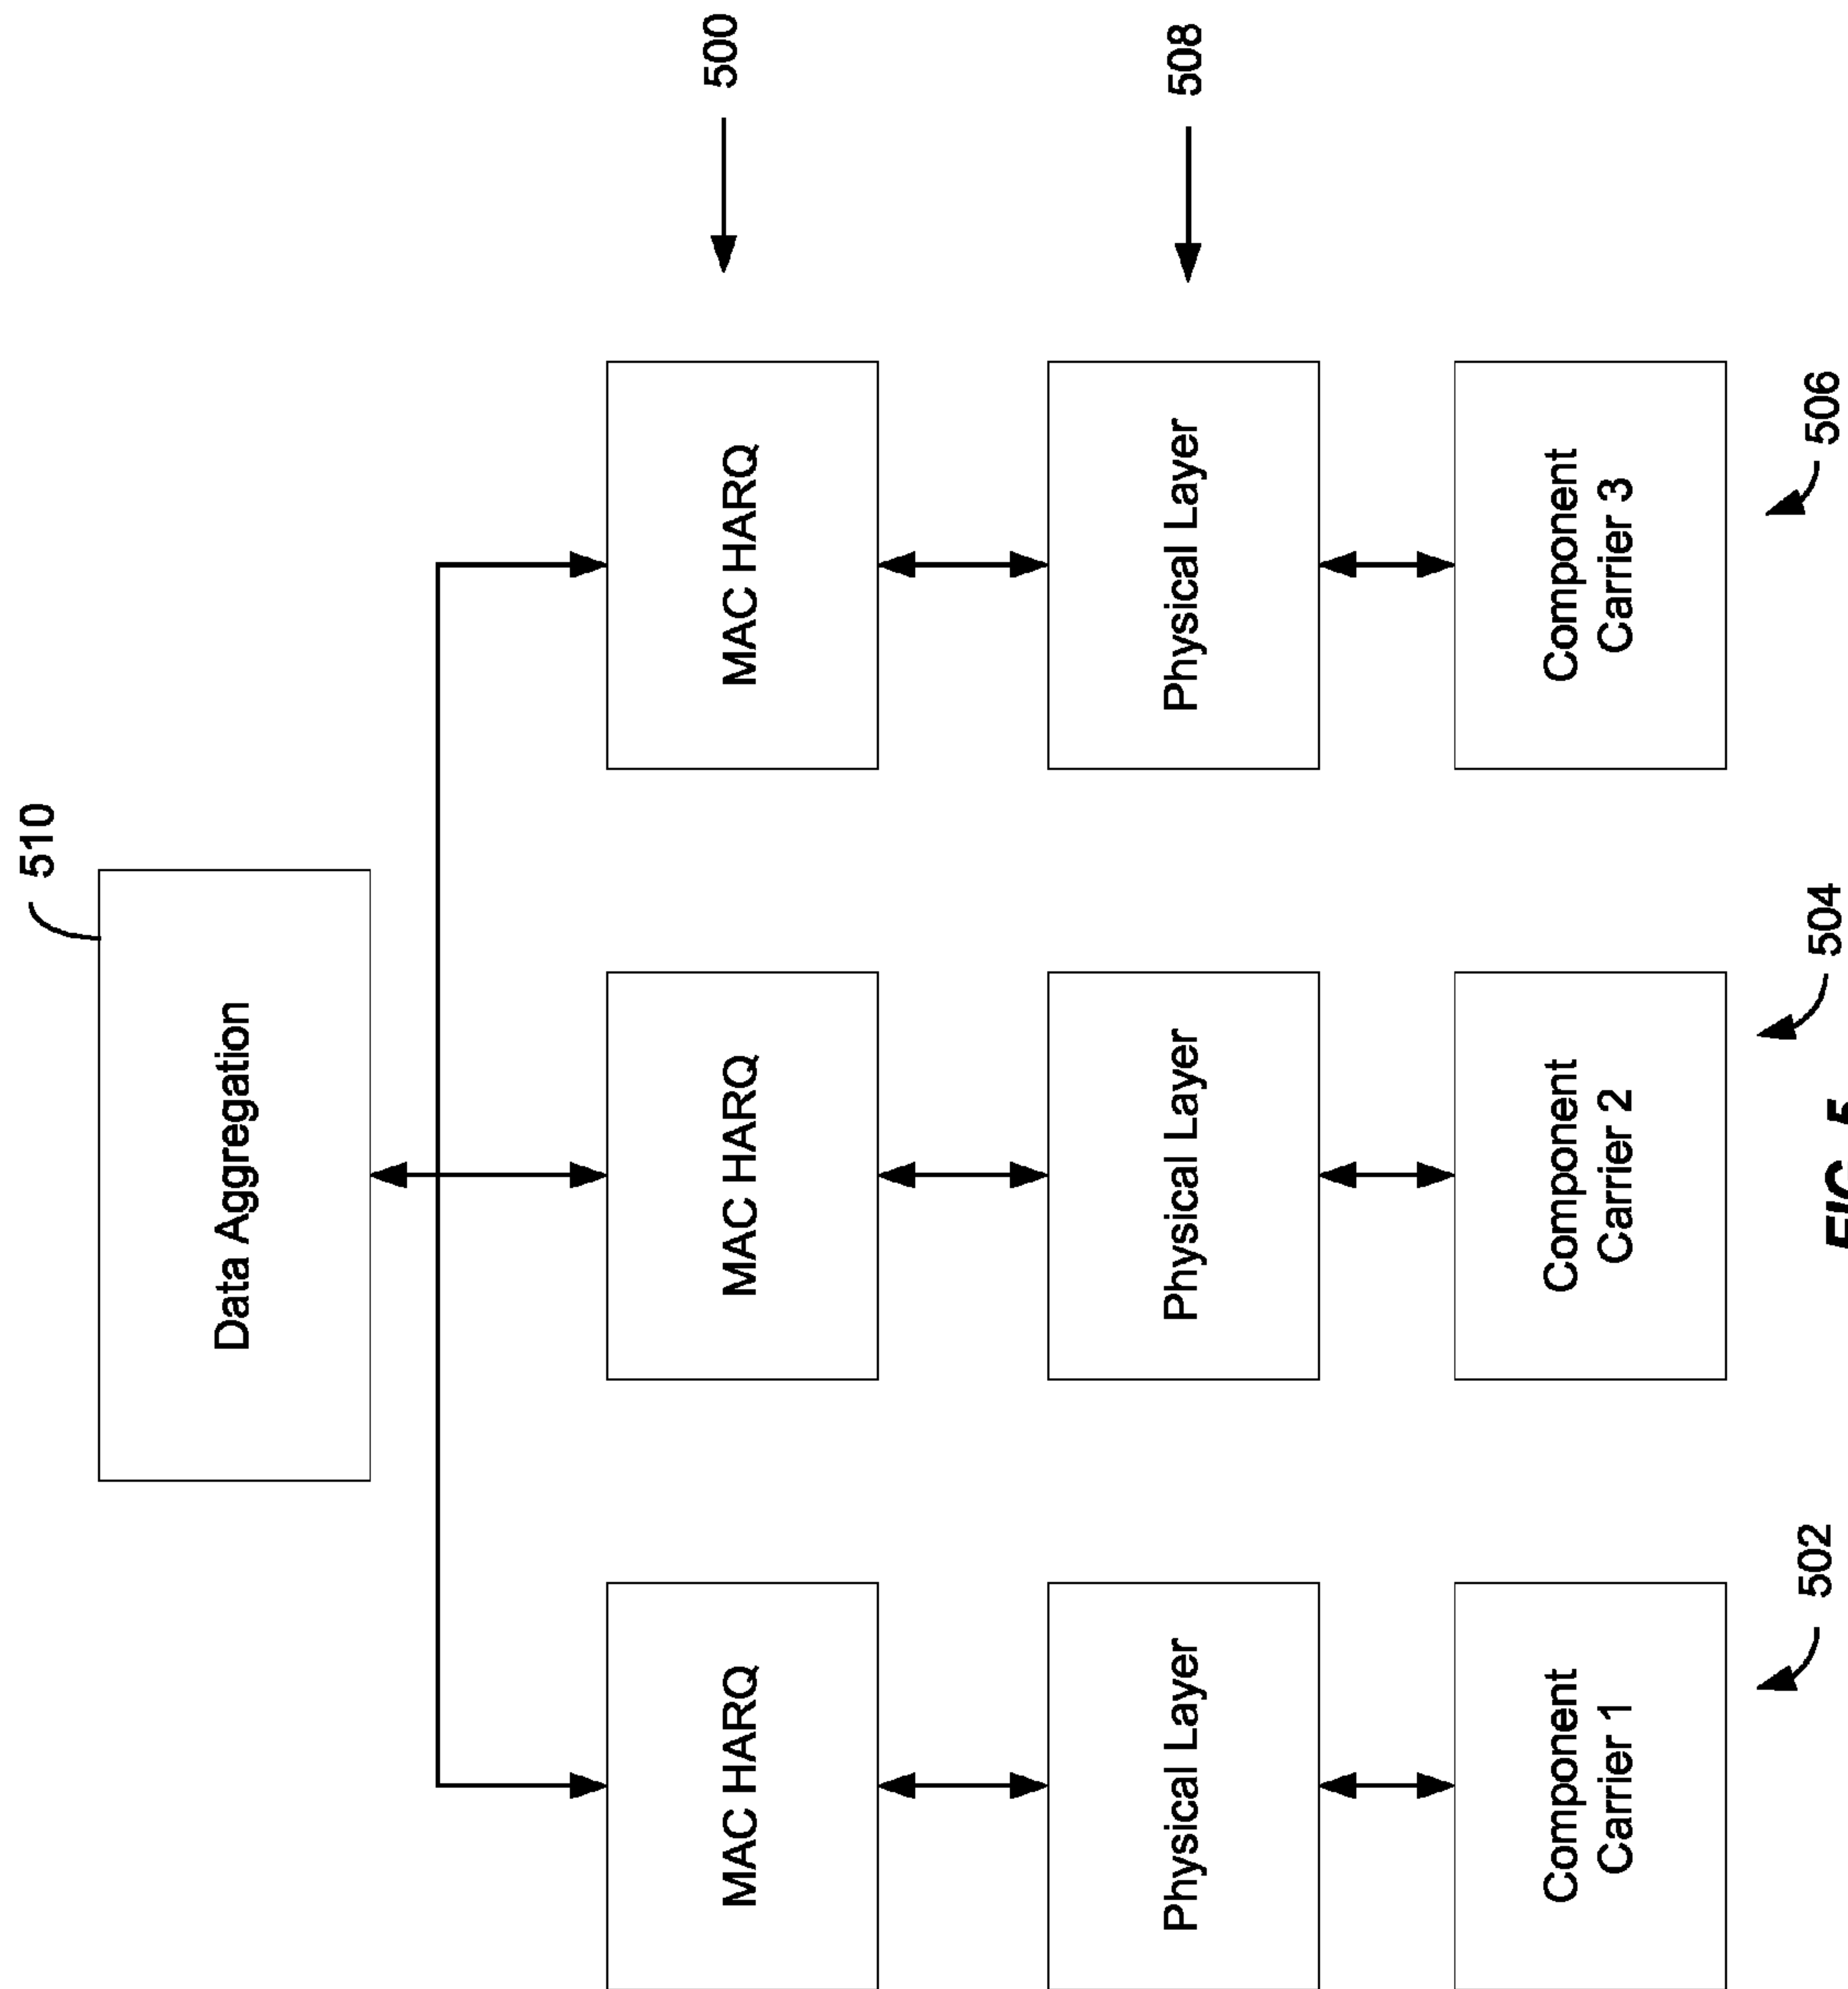 510
Data Aggregation
MAC HARQ
MAC HARQ
MAC HARQ
500
Physical Layer
Physical Layer
Physical Layer
508
Component
Carrier 1
Component
Carrier 2
Component
Carrier 3
502
504
506